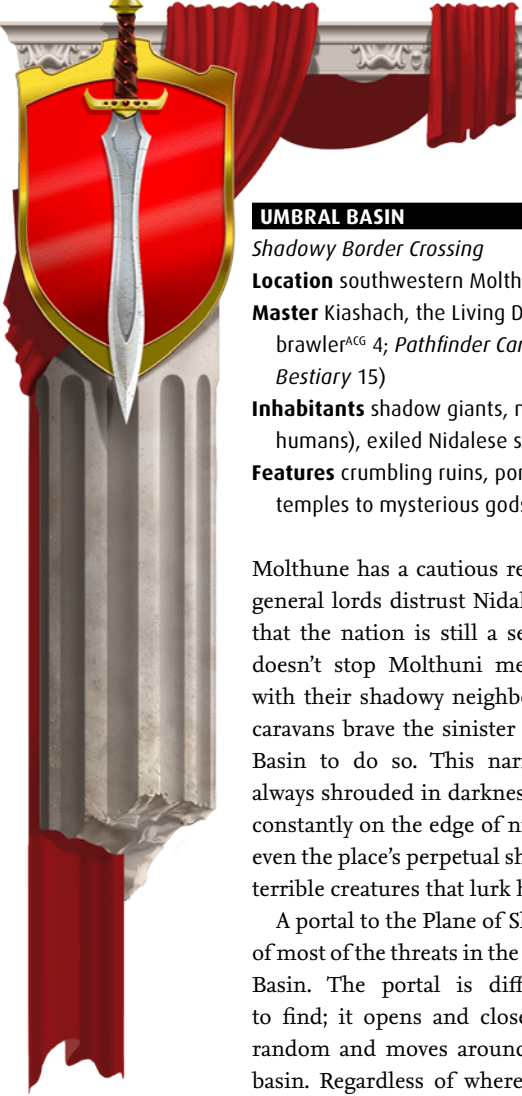 UMBRAL BASIN
Shadowy Border Crossing
Location southwestern Molth
Master Kiashach, the Living D
brawlerACG 4; Pathfinder Car
Bestiary 15)
Inhabitants shadow giants, n
humans), exiled Nidalese s
Features crumbling ruins, por
temples to mysterious gods
Molthune has a cautious re
general lords distrust Nidal
that the nation is still a se
doesn’t stop Molthuni me
with their shadowy neighbo
caravans brave the sinister
Basin to do so. This narr
always shrouded in darknes
constantly on the edge of ni
even the place’s perpetual sh
terrible creatures that lurk h
A portal to the Plane of Sh
of most of the threats in the
Basin. The portal is diff
to find; it opens and close
random and moves around
basin. Regardless of where